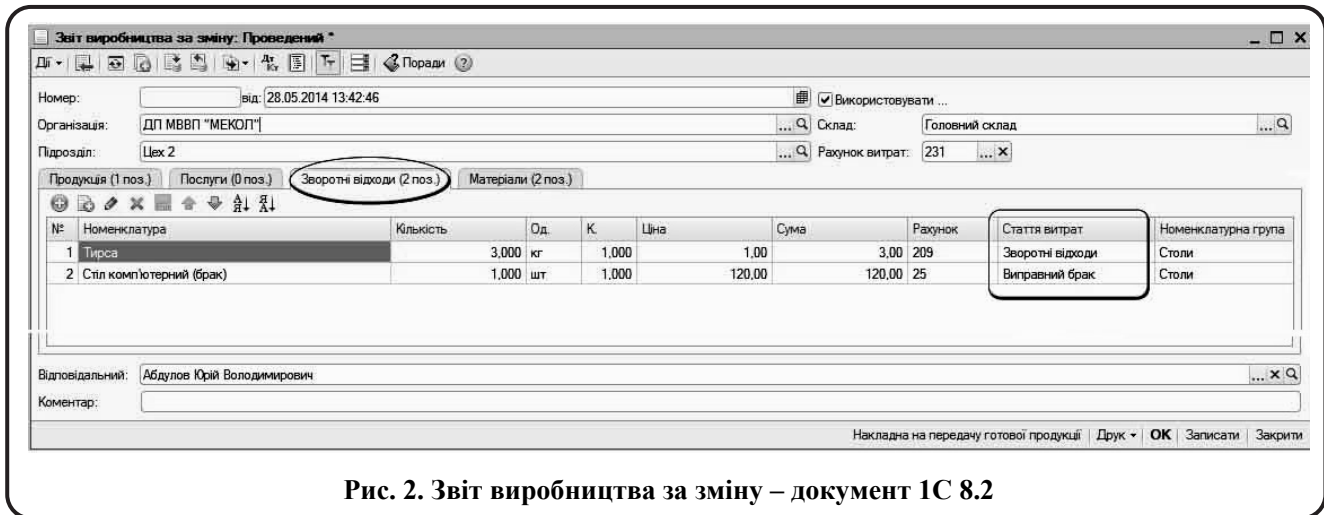 Звіт виробництва за зміну: Проведений *
Дії Дт Кт Тт Поради ?
Номер: від: 28.05.2014 13:42:46 Використовувати ...
Організація: ДП МВВП "МЕКОЛ" ... Склад: Головний склад ...
Підрозділ: Цех 2 ... Рахунок витрат: 231 ... ×
Продукція (1 поз.) Послуги (0 поз.) Зворотні відходи (2 поз.) Матеріали (2 поз.)
№ Номенклатура Кількість Од. К. Ціна Сума Рахунок Стаття витрат Номенклатурна група
1 Тирса 3,000 кг 1,000 1,00 3,00 209 Зворотні відходи Столи
2 Стіл комп'ютерний (брак) 1,000 шт 1,000 120,00 120,00 25 Виправний брак Столи
Відповідальний: Абдулов Юрій Володимирович ... ×
Коментар:
Накладна на передачу готової продукції Друк OK Записати Закрити
Рис. 2. Звіт виробництва за зміну – документ 1С 8.2